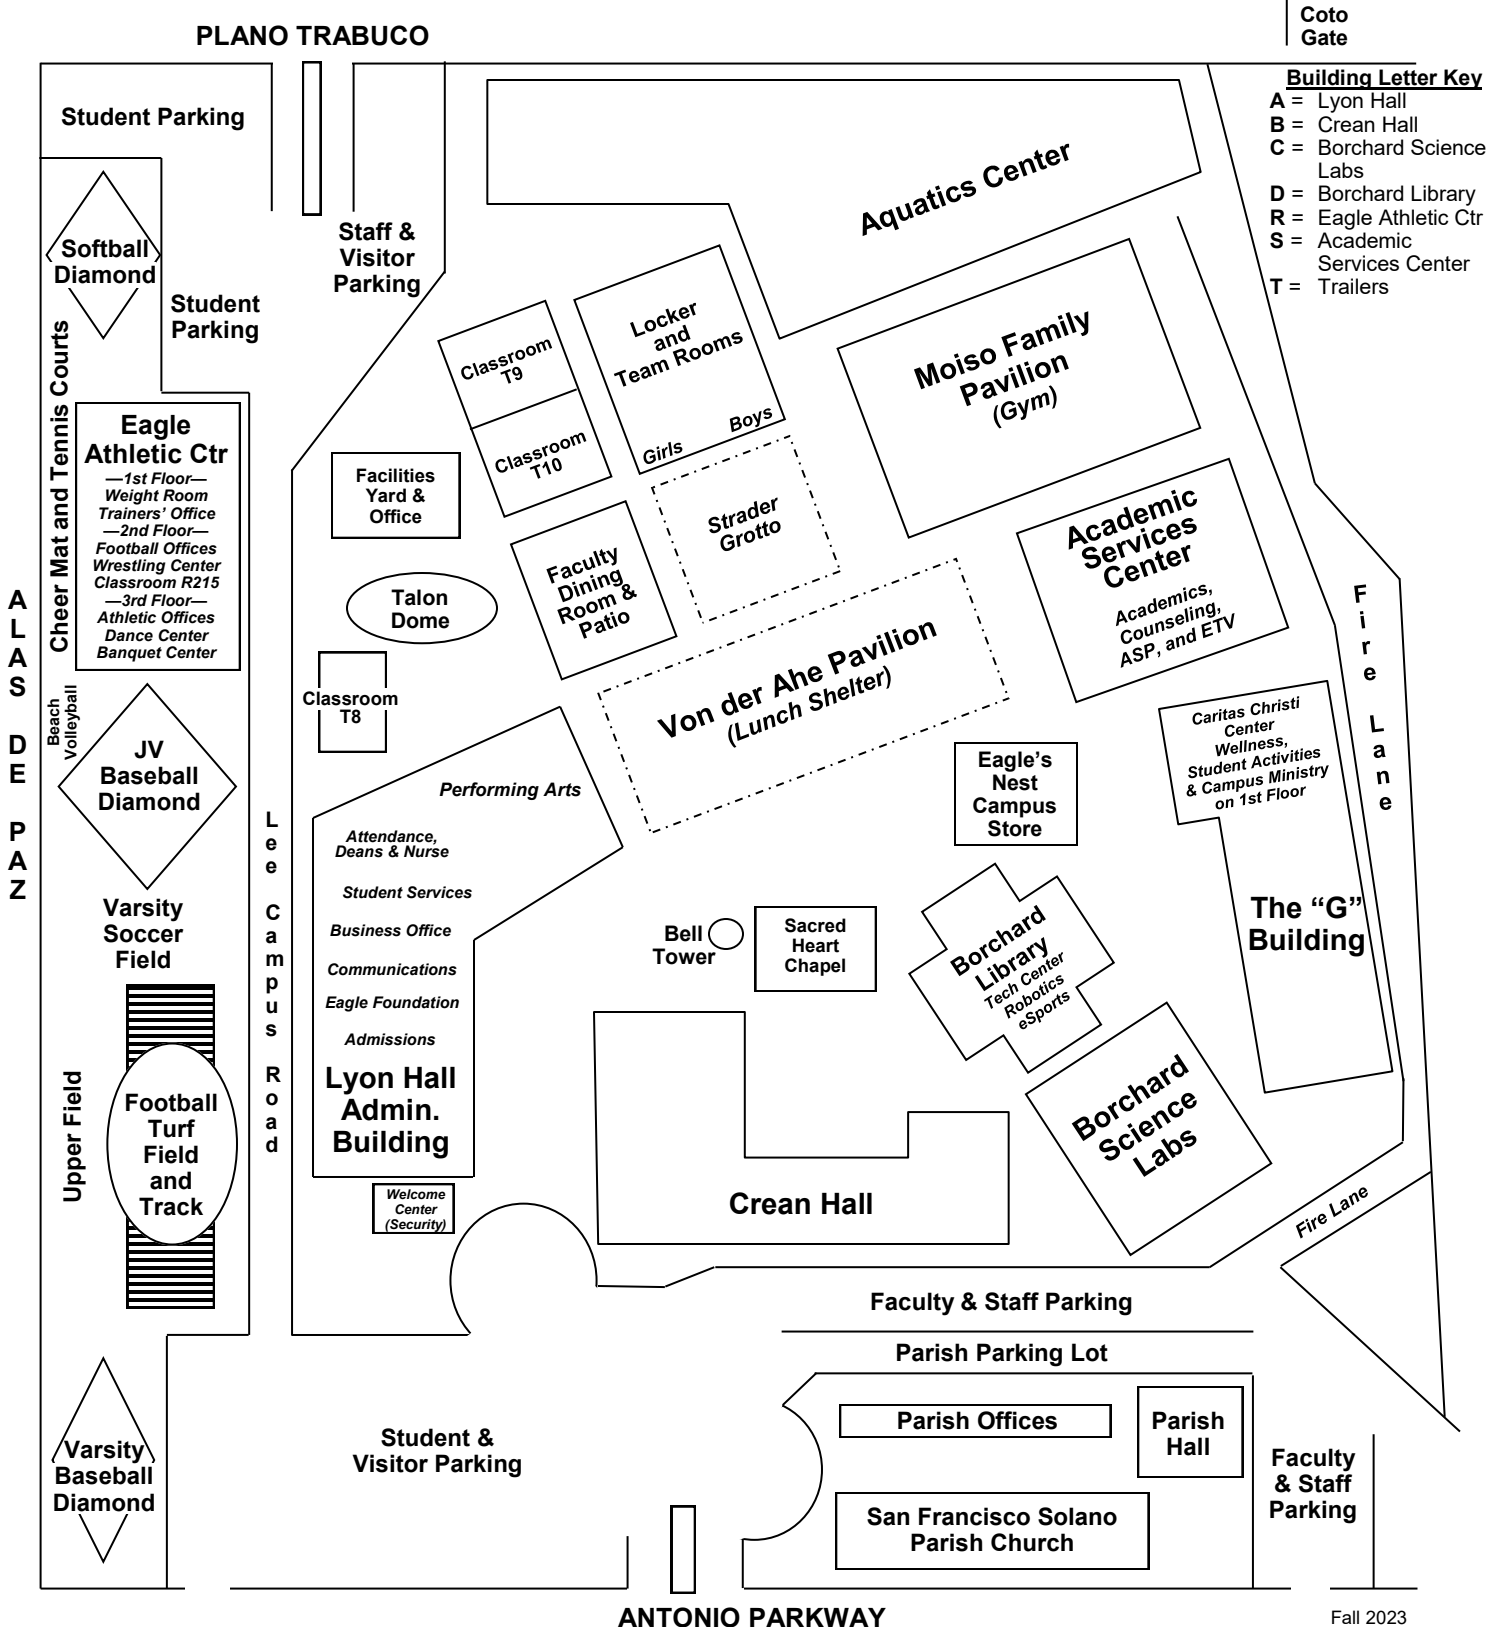 Coto
Gate
PLANO TRABUCO
Building Letter Key
A = Lyon Hall
B = Crean Hall
C = Borchard Science
Labs
D = Borchard Library
R = Eagle Athletic Ctr
S = Academic
Services Center
T = Trailers
Student Parking
Aquatics Center
Staff &
Visitor
Parking
Softball
Diamond
Student
Parking
Cheer Mat and Tennis Courts
Locker
and
Team Rooms
Boys
Girls
Classroom
T9
Classroom
T10
Moiso Family
Pavilion
(Gym)
Eagle
Athletic Ctr
—1st Floor—
Weight Room
Trainers’ Office
—2nd Floor—
Football Offices
Wrestling Center
Classroom R215
—3rd Floor—
Athletic Offices
Dance Center
Banquet Center
Facilities
Yard &
Office
Strader
Grotto
Academic
Services
Center
Academics,
Counseling,
ASP, and ETV
Faculty
Dining
Room &
Patio
Talon
Dome
ALAS DE PAZ
Fire Lane
Von der Ahe Pavilion
(Lunch Shelter)
Classroom
T8
Beach
Volleyball
JV
Baseball
Diamond
Caritas Christi
Center
Wellness,
Student Activities
& Campus Ministry
on 1st Floor
The “G”
Building
Eagle’s
Nest
Campus
Store
Performing Arts
Attendance,
Deans & Nurse
Student Services
Business Office
Communications
Eagle Foundation
Admissions
Lyon Hall
Admin.
Building
Lee Campus Road
Varsity
Soccer
Field
Bell
Tower
Sacred
Heart
Chapel
Borchard
Library
Tech Center
Robotics
eSports
Upper Field
Football
Turf
Field
and
Track
Borchard
Science
Labs
Welcome
Center
(Security)
Crean Hall
Fire Lane
Faculty & Staff Parking
Parish Parking Lot
Parish Offices
Parish
Hall
Student &
Visitor Parking
Varsity
Baseball
Diamond
Faculty
& Staff
Parking
San Francisco Solano
Parish Church
ANTONIO PARKWAY
Fall 2023